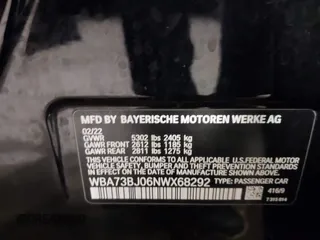 MFD BY BAYERISCHE MOTOREN WERKE AG
02/22
GVWR 5302 lbs 2405 kg
GAWR FRONT 2612 lbs 1185 kg
GAWR REAR 2811 lbs 1275 kg
THIS VEHICLE CONFORMS TO ALL APPLICABLE FEDERAL MOTOR
VEHICLE SAFETY, BUMPER, AND THEFT PREVENTION STANDARDS
IN EFFECT ON THE DATE OF MANUFACTURE SHOWN ABOVE.
WBA73BJ06NWX68292 TYPE: PASSENGER CAR
416/9